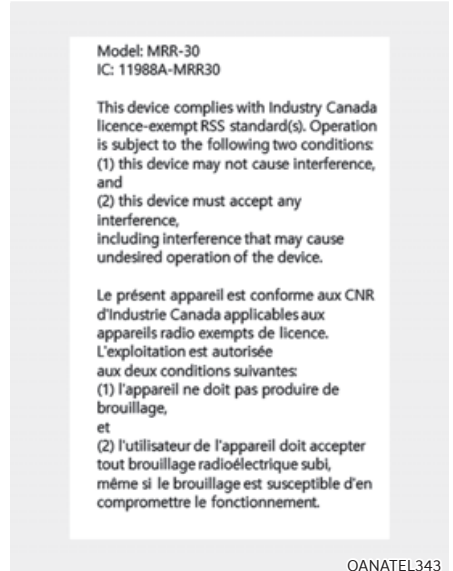 Model: MRR-30
IC: 11988A-MRR30
This device complies with Industry Canada
licence-exempt RSS standard(s). Operation
is subject to the following two conditions:
(1) this device may not cause interference,
and
(2) this device must accept any
interference,
including interference that may cause
undesired operation of the device.
Le présent appareil est conforme aux CNR
d'Industrie Canada applicables aux
appareils radio exempts de licence.
L'exploitation est autorisée
aux deux conditions suivantes:
(1) l'appareil ne doit pas produire de
brouillage,
et
(2) l'utilisateur de l'appareil doit accepter
tout brouillage radioélectrique subi,
même si le brouillage est susceptible d'en
compromettre le fonctionnement.
OANATEL343